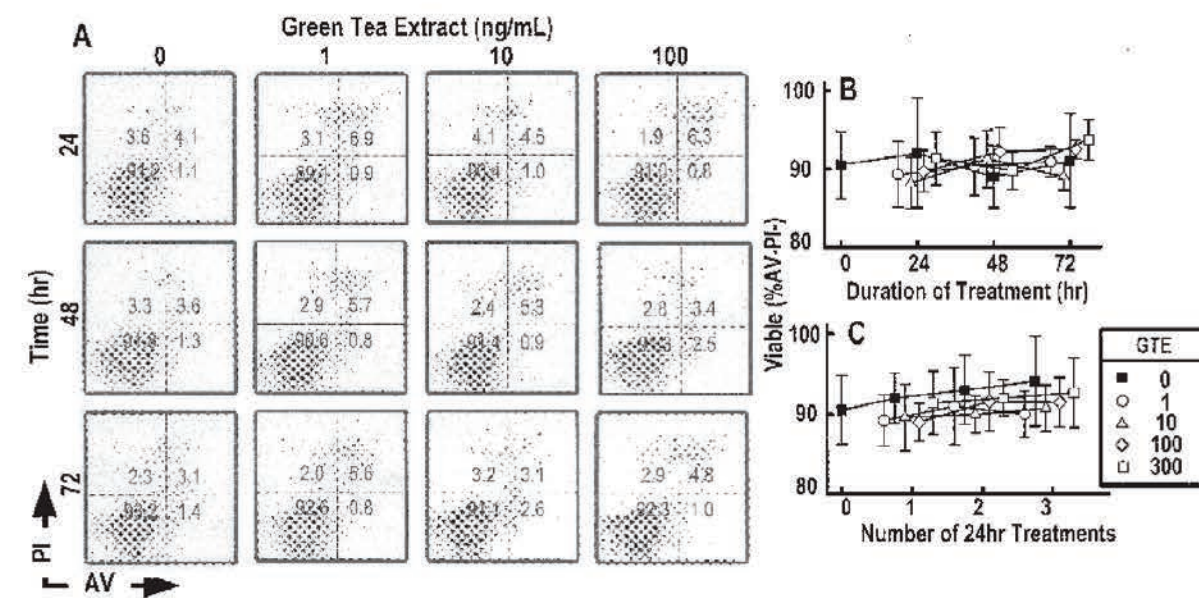 A
Green Tea Extract (ng/mL)
0 1 10 100
24
3.6 4.1
3.1 6.9
4.1 4.5
1.9 6.3
1.1
0.9
1.0
0.8
Time (hr)
48
3.3 3.6
2.9 5.7
2.4 5.3
2.8 3.4
1.3
90.6 0.8
91.4 0.9
2.5
72
2.3 3.1
2.0 5.6
3.2 3.1
2.9 4.8
1.4
92.6 0.8
91.1 2.6
92.3 1.0
PI
AV
Viable (%AV-PI-)
B
100
90
80
0 24 48 72
Duration of Treatment (hr)
C
100
90
80
0 1 2 3
Number of 24hr Treatments
GTE
0
1
10
100
300